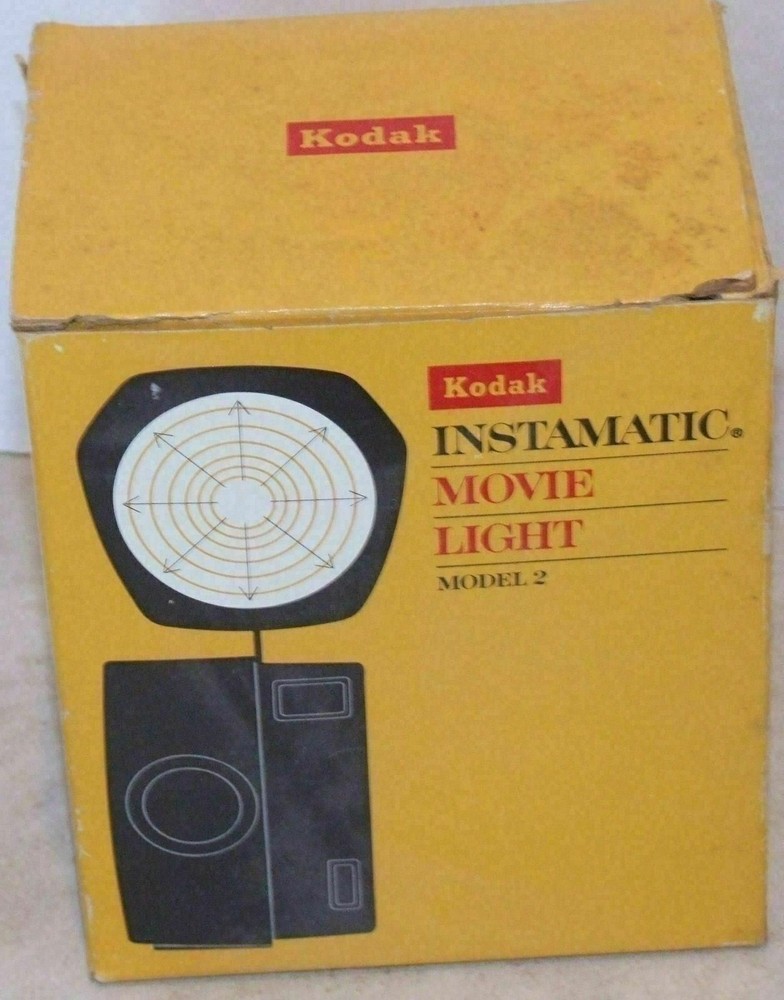 Kodak
Kodak
INSTAMATIC®
MOVIE
LIGHT
MODEL 2